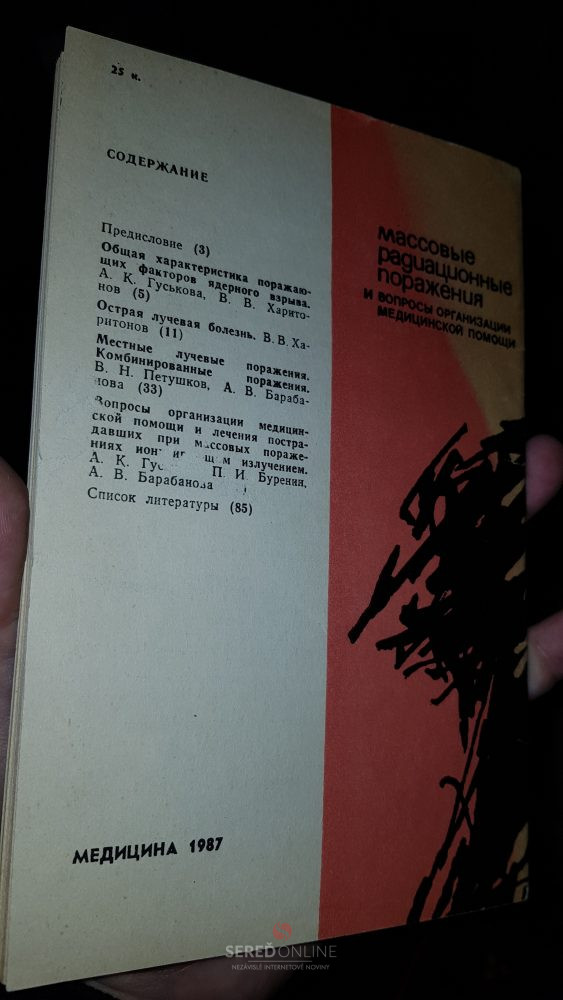 25 к.
СОДЕРЖАНИЕ
Предисловие (3)
Общая характеристика поражаю-
щих факторов ядерного взрыва.
А. К. Гуськова, В. В. Харито-
нов (5)
Острая лучевая болезнь. В. В. Ха-
ритонов (11)
Местные лучевые поражения.
Комбинированные поражения.
В. Н. Петушков, А. В. Бараба-
нова (33)
Вопросы организации медицин-
ской помощи и лечения постра-
давших при массовых пораже-
ниях излучением.
А. К. П. И. Буренин,
А. В. Барабанова
Список литературы (85)
МЕДИЦИНА 1987
массовые
радиационные
поражения
И ВОПРОСЫ ОРГАНИЗАЦИИ
МЕДИЦИНСКОЙ ПОМОЩИ
SEREĎONLINE
NEZÁVISLÉ INTERNETOVÉ NOVINY